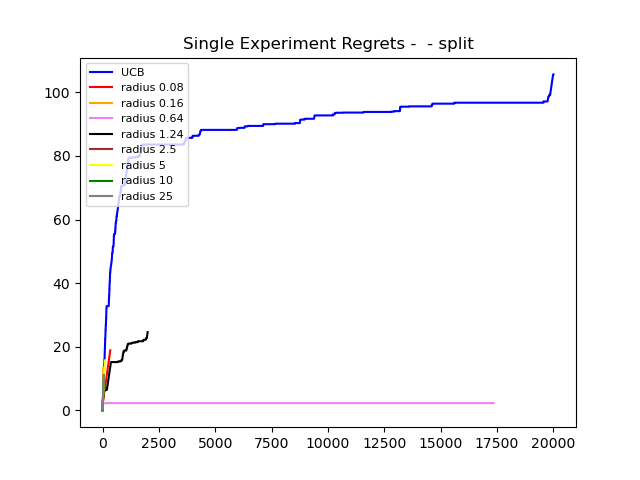 Single Experiment Regrets -  - split
UCB
radius 0.08
radius 0.16
radius 0.64
radius 1.24
radius 2.5
radius 5
radius 10
radius 25
100
80
60
40
20
0
0 2500 5000 7500 10000 12500 15000 17500 20000